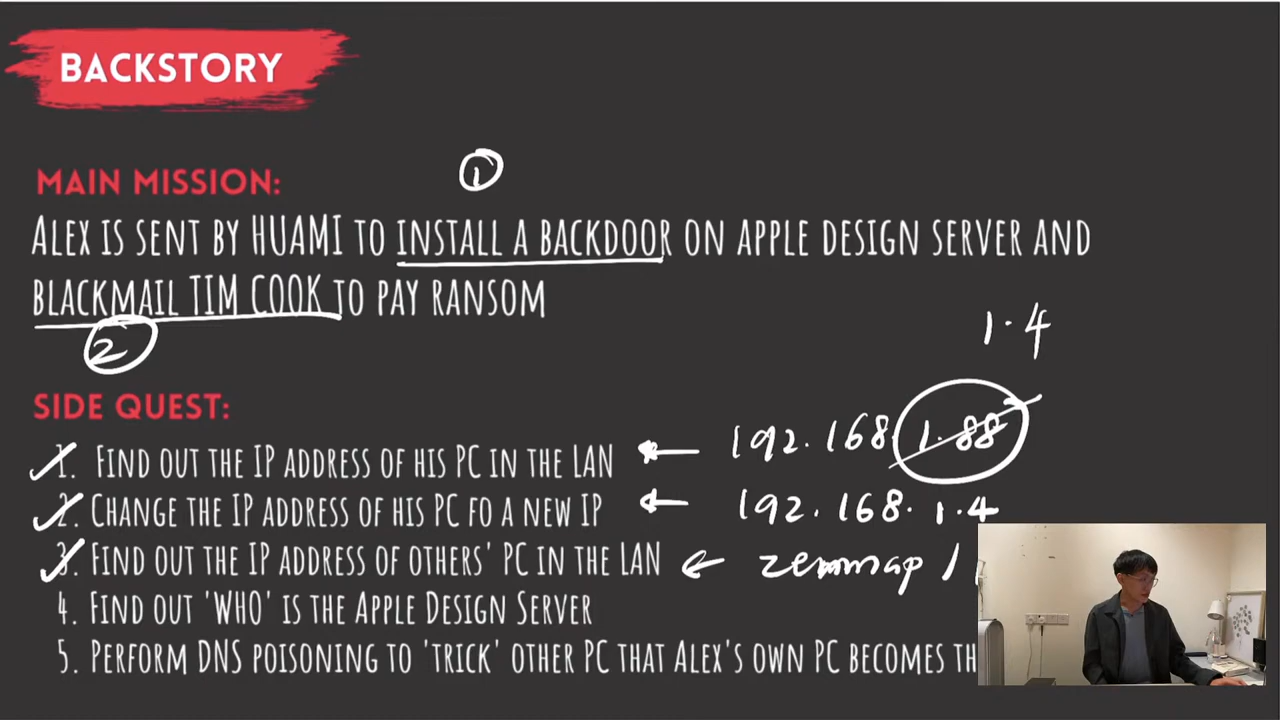 BACKSTORY
①
MAIN MISSION:
ALEX IS SENT BY HUAMI TO INSTALL A BACKDOOR ON APPLE DESIGN SERVER AND
BLACKMAIL TIM COOK TO PAY RANSOM
②
1.4
SIDE QUEST:
1. FIND OUT THE IP ADDRESS OF HIS PC IN THE LAN ← 192.168.1.88
2. CHANGE THE IP ADDRESS OF HIS PC FO A NEW IP ← 192.168.1.4
3. FIND OUT THE IP ADDRESS OF OTHERS' PC IN THE LAN ← zenmap /
4. FIND OUT 'WHO' IS THE APPLE DESIGN SERVER
5. PERFORM DNS POISONING TO 'TRICK' OTHER PC THAT ALEX'S OWN PC BECOMES TH